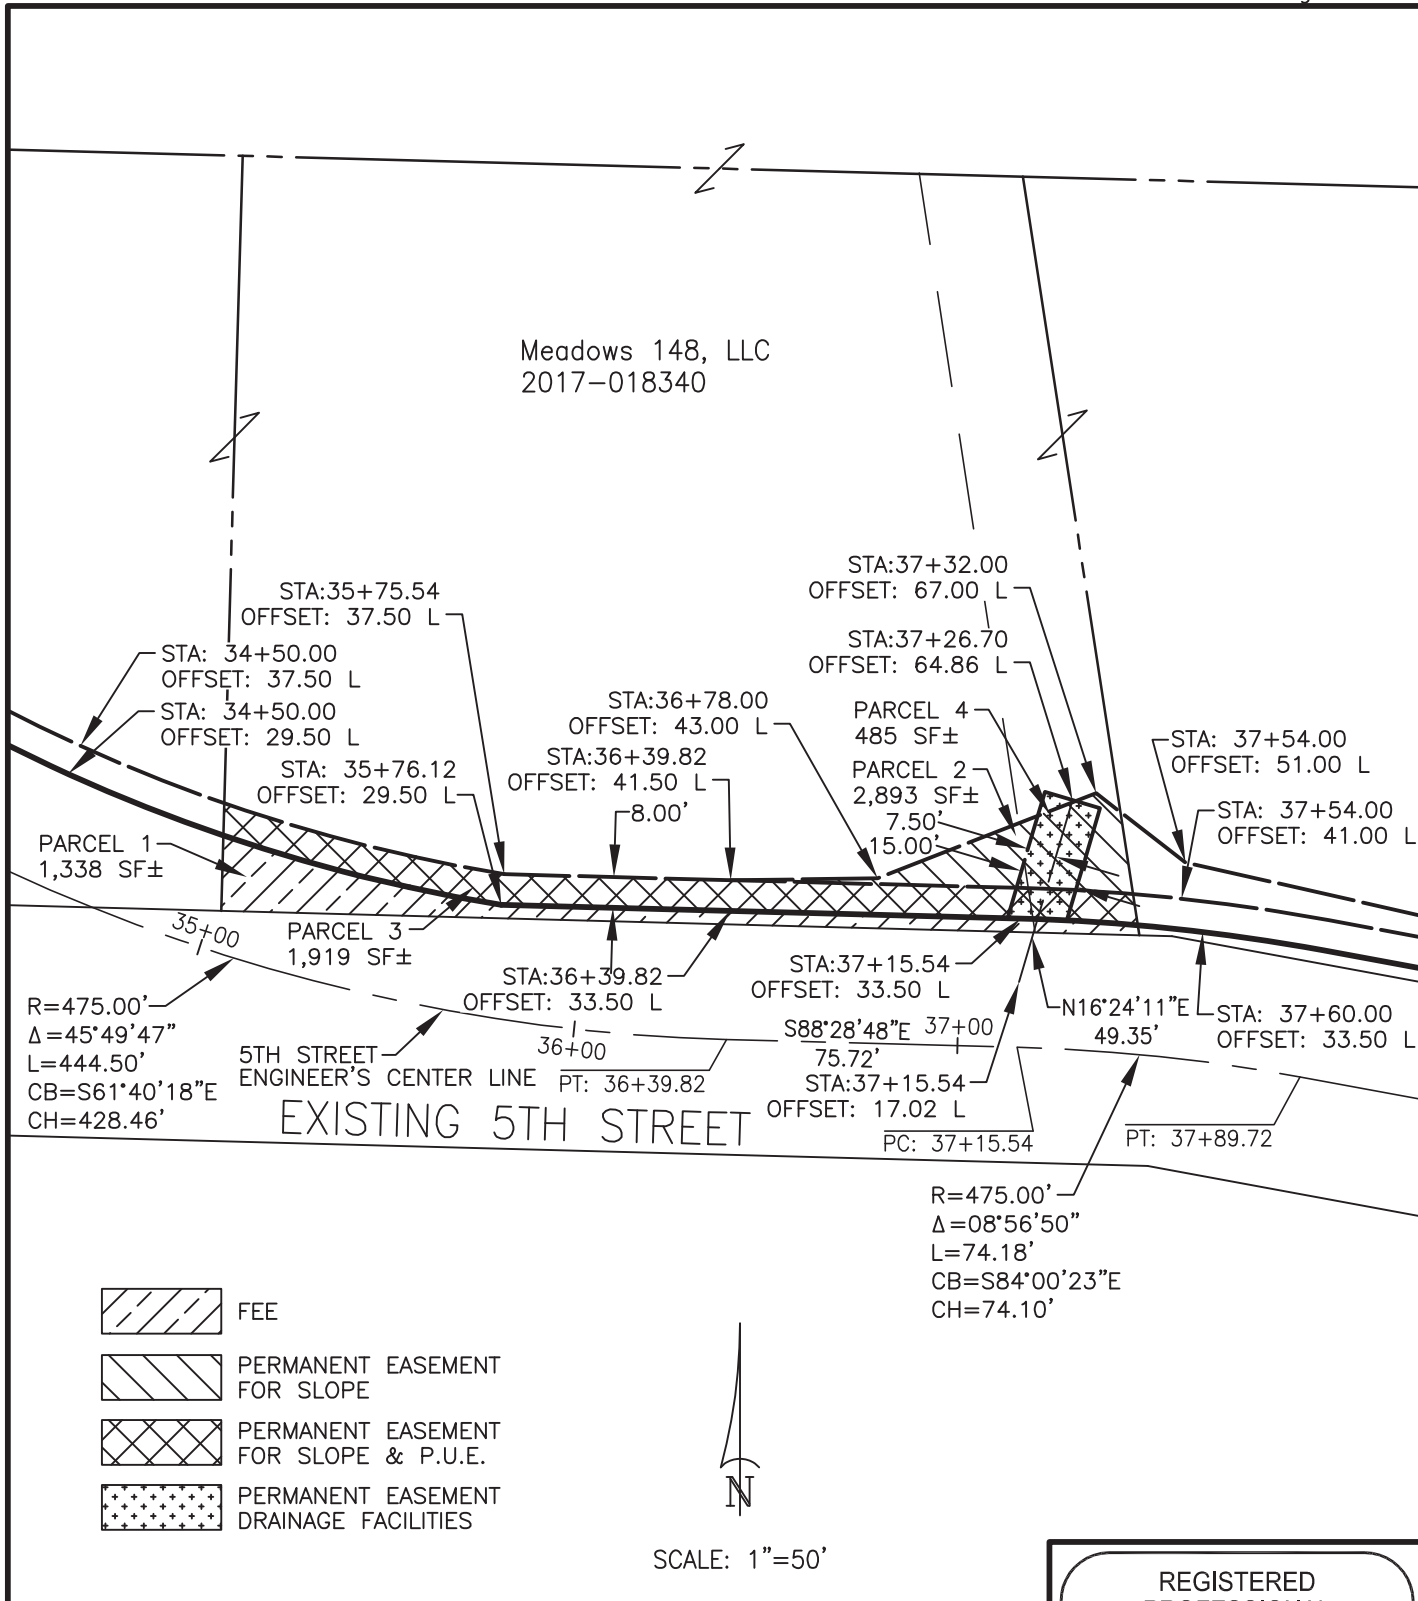 Meadows 148, LLC
2017-018340
STA:35+75.54
OFFSET: 37.50 L
STA: 34+50.00
OFFSET: 37.50 L
STA: 34+50.00
OFFSET: 29.50 L
STA: 35+76.12
OFFSET: 29.50 L
PARCEL 1
1,338 SF±
STA:37+32.00
OFFSET: 67.00 L
STA:37+26.70
OFFSET: 64.86 L
STA:36+78.00
OFFSET: 43.00 L
STA:36+39.82
OFFSET: 41.50 L
8.00'
PARCEL 4
485 SF±
PARCEL 2
2,893 SF±
7.50'
15.00'
STA: 37+54.00
OFFSET: 51.00 L
STA: 37+54.00
OFFSET: 41.00 L
35+00
PARCEL 3
1,919 SF±
STA:36+39.82
OFFSET: 33.50 L
STA:37+15.54
OFFSET: 33.50 L
N16°24'11"E
49.35'
STA: 37+60.00
OFFSET: 33.50 L
R=475.00'
Δ=45°49'47"
L=444.50'
CB=S61°40'18"E
CH=428.46'
5TH STREET
ENGINEER'S CENTER LINE
36+00
PT: 36+39.82
S88°28'48"E
75.72'
37+00
STA:37+15.54
OFFSET: 17.02 L
EXISTING 5TH STREET
PC: 37+15.54
PT: 37+89.72
R=475.00'
Δ=08°56'50"
L=74.18'
CB=S84°00'23"E
CH=74.10'
FEE
PERMANENT EASEMENT
FOR SLOPE
PERMANENT EASEMENT
FOR SLOPE & P.U.E.
PERMANENT EASEMENT
DRAINAGE FACILITIES
N
SCALE: 1"=50'
REGISTERED